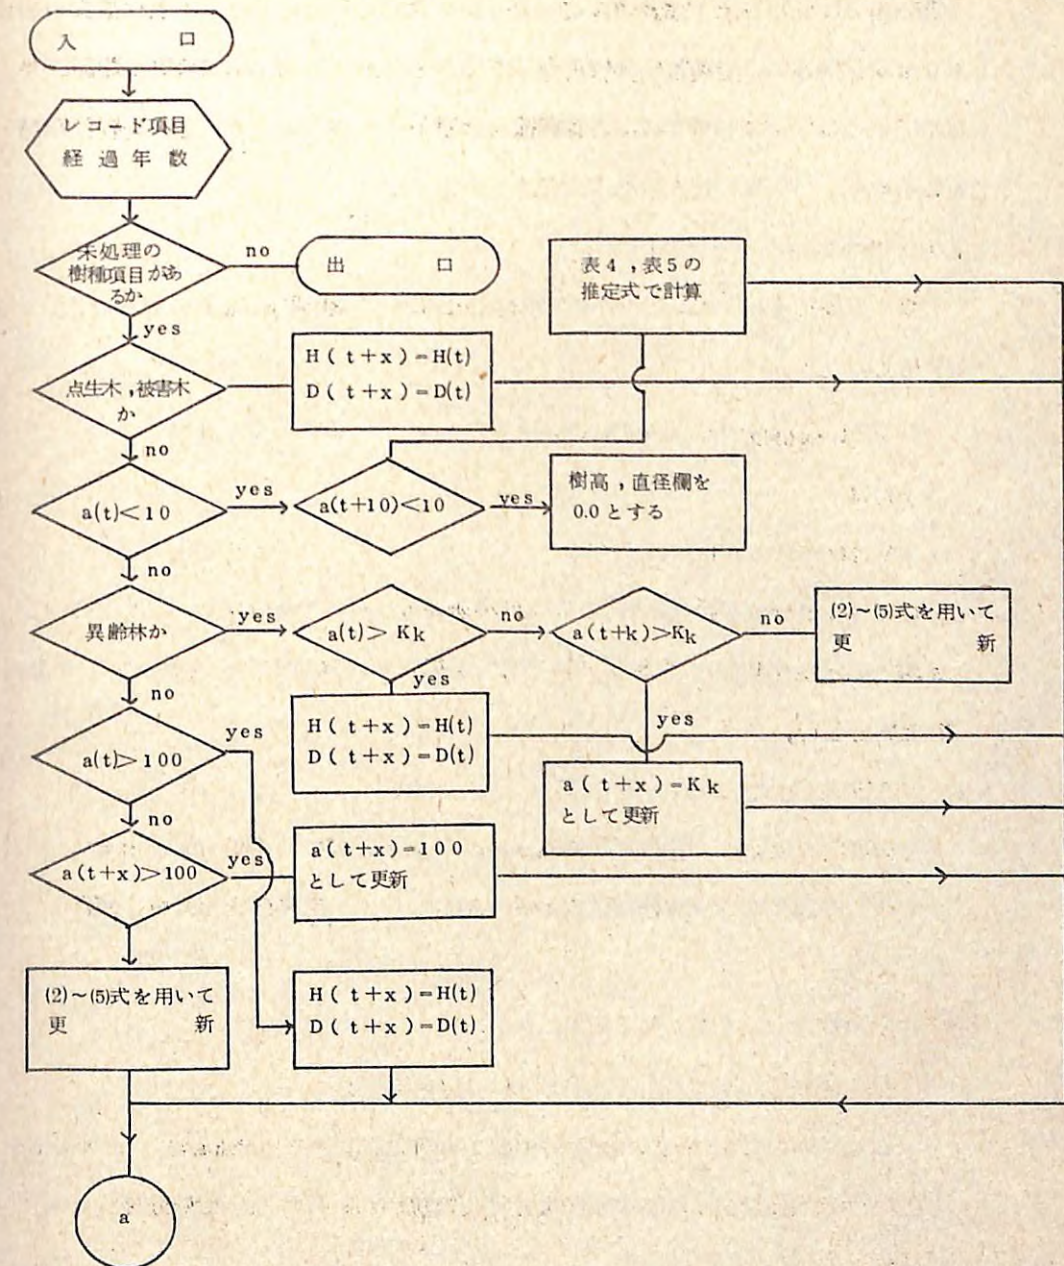 入 口
レコード項目
経 過 年 数
未処理の
樹種項目があ
るか
no
出 口
表4,表5の
推定式で計算
yes
点生木,被害木
か
H(t+x)=H(t)
D(t+x)=D(t)
no
a(t)<10
yes
a(t+10)<10
yes
樹高,直径欄を
0.0とする
no
異齢林か
yes
a(t)>Kk
no
a(t+k)>Kk
no
(2)~(5)式を用いて
更 新
yes
no
H(t+x)=H(t)
D(t+x)=D(t)
yes
a(t+x)=Kk
として更新
a(t)>100
yes
no
a(t+x)>100
yes
a(t+x)=100
として更新
(2)~(5)式を用いて
更 新
H(t+x)=H(t)
D(t+x)=D(t)
a